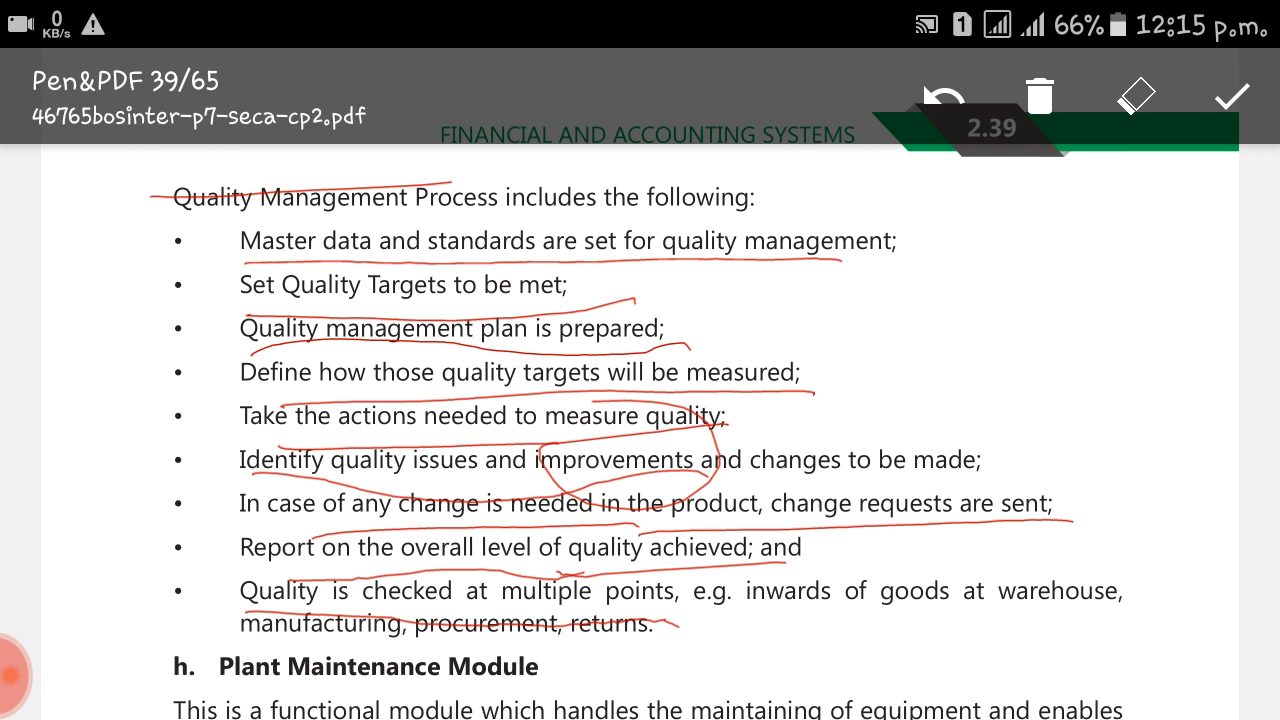 0
KB/s
1
66%
12:15 p.m.
Pen&PDF 39/65
46765bosinter-p7-seca-cp2.pdf
FINANCIAL AND ACCOUNTING SYSTEMS
2.39
Quality Management Process includes the following:
• Master data and standards are set for quality management;
• Set Quality Targets to be met;
• Quality management plan is prepared;
• Define how those quality targets will be measured;
• Take the actions needed to measure quality;
• Identify quality issues and improvements and changes to be made;
• In case of any change is needed in the product, change requests are sent;
• Report on the overall level of quality achieved; and
• Quality is checked at multiple points, e.g. inwards of goods at warehouse,
manufacturing, procurement, returns.
h. Plant Maintenance Module
This is a functional module which handles the maintaining of equipment and enables